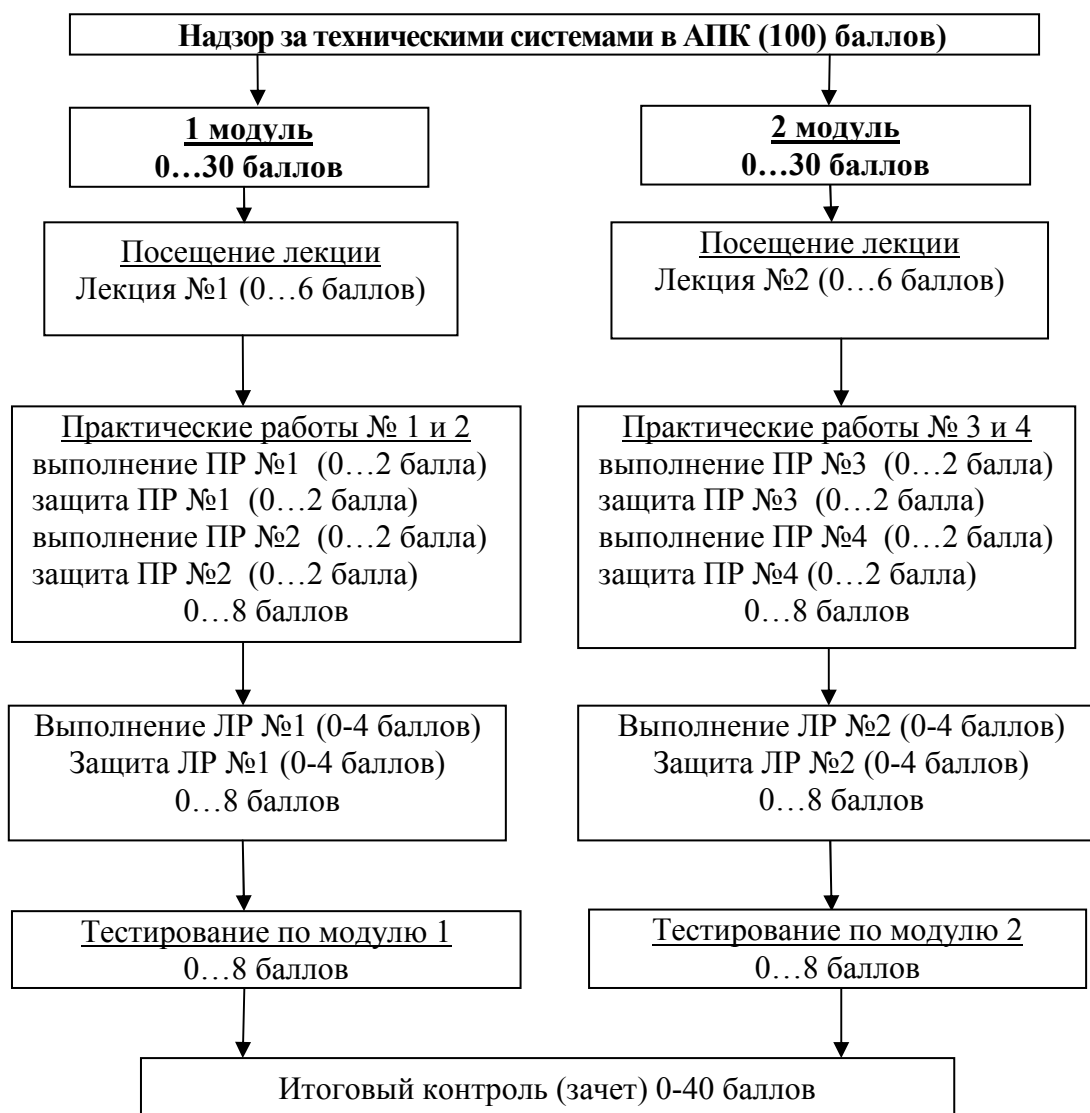 Надзор за техническими системами в АПК (100) баллов)
1 модуль
0…30 баллов
Посещение лекции
Лекция №1 (0…6 баллов)
Практические работы № 1 и 2
выполнение ПР №1 (0…2 балла)
защита ПР №1 (0…2 балла)
выполнение ПР №2 (0…2 балла)
защита ПР №2 (0…2 балла)
0…8 баллов
Выполнение ЛР №1 (0-4 баллов)
Защита ЛР №1 (0-4 баллов)
0…8 баллов
Тестирование по модулю 1
0…8 баллов
2 модуль
0…30 баллов
Посещение лекции
Лекция №2 (0…6 баллов)
Практические работы № 3 и 4
выполнение ПР №3 (0…2 балла)
защита ПР №3 (0…2 балла)
выполнение ПР №4 (0…2 балла)
защита ПР №4 (0…2 балла)
0…8 баллов
Выполнение ЛР №2 (0-4 баллов)
Защита ЛР №2 (0-4 баллов)
0…8 баллов
Тестирование по модулю 2
0…8 баллов
Итоговый контроль (зачет) 0-40 баллов